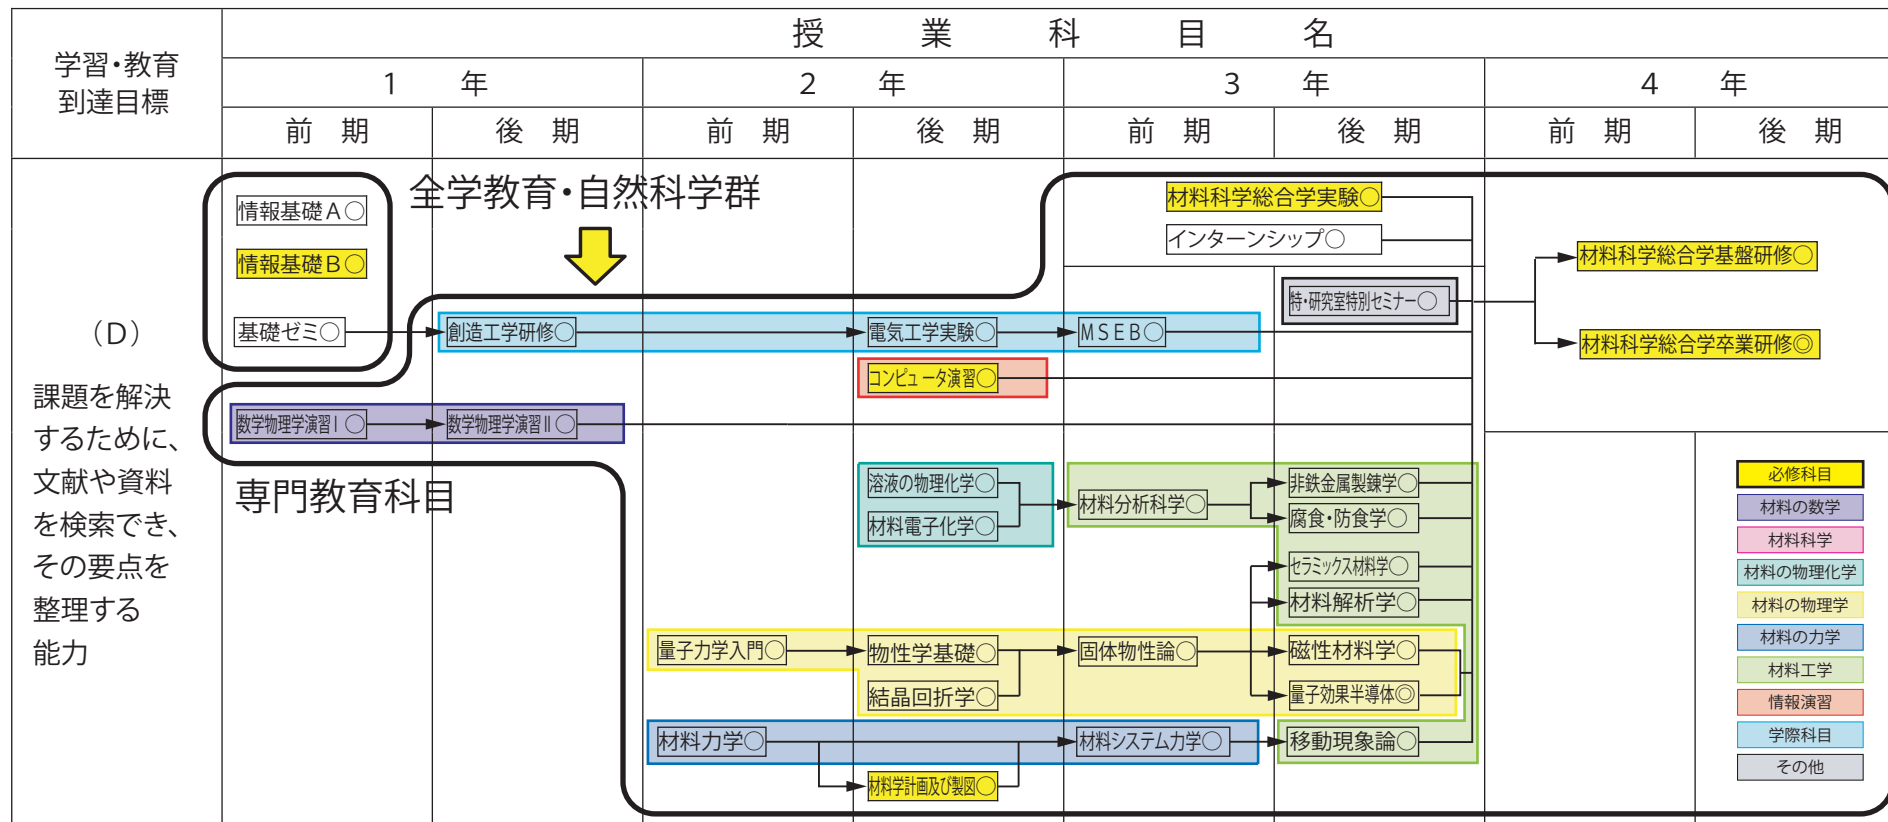 学習・教育
到達目標
授業科目名
1年
2年
3年
4年
前期
後期
前期
後期
前期
後期
前期
後期
(D)
課題を解決
するために、
文献や資料
を検索でき、
その要点を
整理する
能力
全学教育・自然科学群
情報基礎A○
情報基礎B○
基礎ゼミ○
創造工学研修○
電気工学実験○
MSEB○
コンピュータ演習○
数学物理学演習I○
数学物理学演習II○
専門教育科目
材料科学総合学実験○
インターンシップ○
特・研究室特別セミナー○
材料科学総合学基盤研修○
材料科学総合学卒業研修◎
溶液の物理化学○
材料電子化学○
材料分析科学○
非鉄金属製錬学○
腐食・防食学○
セラミックス材料学○
材料解析学○
量子力学入門○
物性学基礎○
固体物性論○
磁性材料学○
結晶回折学○
量子効果半導体◎
材料力学○
材料システム力学○
移動現象論○
材料学計画及び製図○
必修科目
材料の数学
材料科学
材料の物理化学
材料の物理学
材料の力学
材料工学
情報演習
学際科目
その他